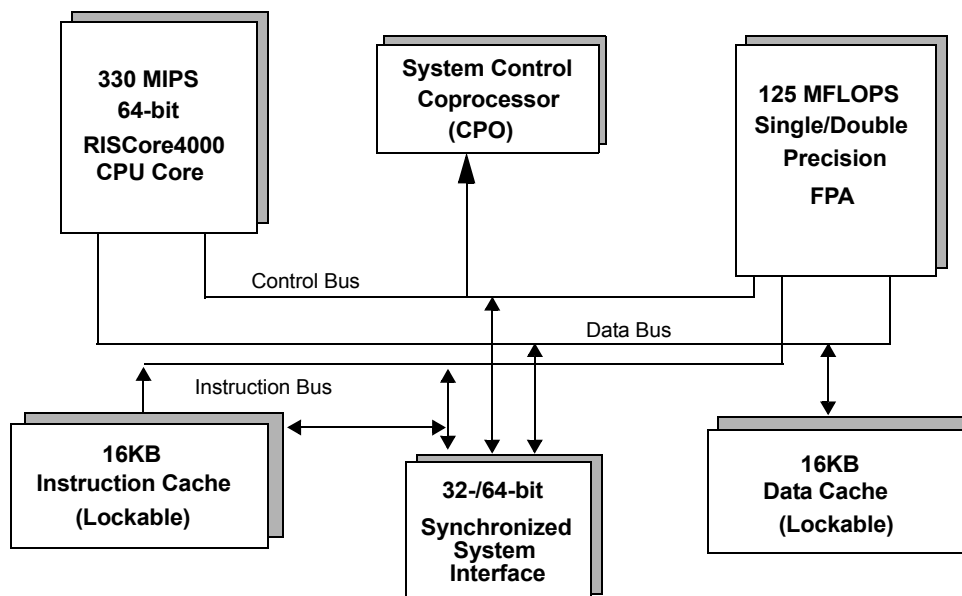 330 MIPS
64-bit
RISCore4000
CPU Core
System Control
Coprocessor
(CPO)
125 MFLOPS
Single/Double
Precision
FPA
Control Bus
Data Bus
Instruction Bus
16KB
Instruction Cache
(Lockable)
32-/64-bit
Synchronized
System
Interface
16KB
Data Cache
(Lockable)